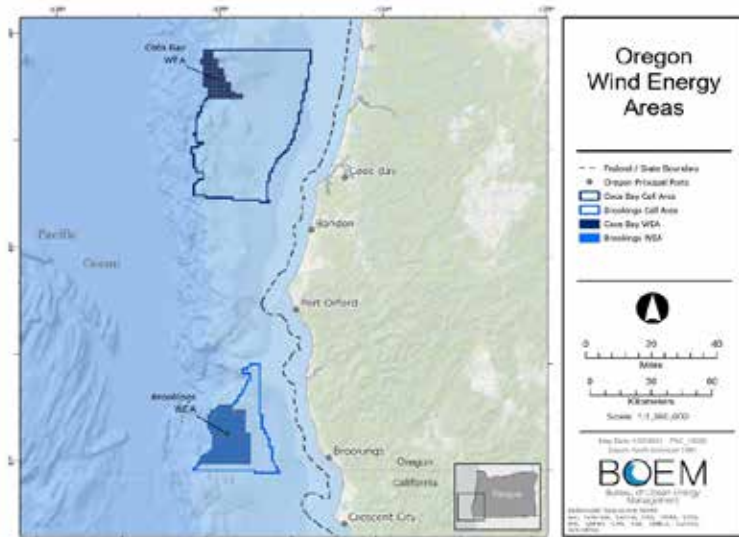 Coos Bay
WEA
Coos Bay
Bandon
Pacific
Ocean
Port Orford
Brookings
WEA
Brookings
Oregon
California
Crescent City
Oregon
Wind Energy
Areas
Federal / State Boundary
Oregon Principal Ports
Coos Bay Call Area
Brookings Call Area
Coos Bay WEA
Brookings WEA
0 20 40
Miles
0 30 60
Kilometers
BOEM
Bureau of Ocean Energy
Management